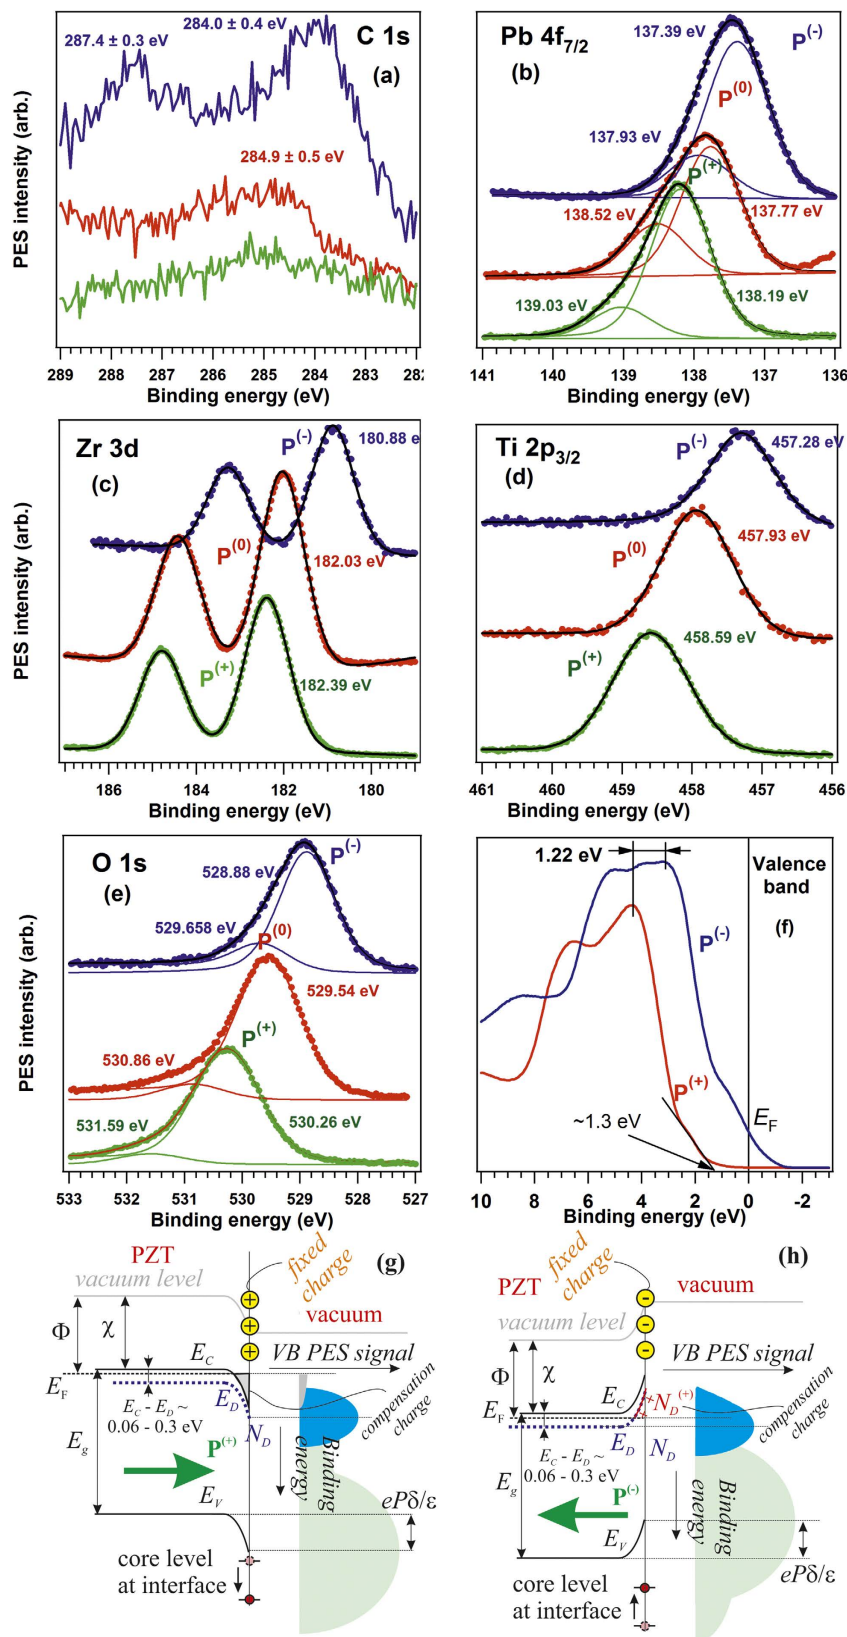 C 1s
(a)
287.4 ± 0.3 eV
284.0 ± 0.4 eV
284.9 ± 0.5 eV
PES intensity (arb.)
289 288 287 286 285 284 283 282
Binding energy (eV)
Pb 4f7/2
(b)
137.39 eV
P(-)
P(0)
137.93 eV
P(+)
138.52 eV
137.77 eV
139.03 eV
138.19 eV
141 140 139 138 137 136
Binding energy (eV)
Zr 3d
(c)
P(-)
180.88 e
P(0)
182.03 eV
P(+)
182.39 eV
PES intensity (arb.)
186 184 182 180
Binding energy (eV)
Ti 2p3/2
(d)
P(-)
457.28 eV
P(0)
457.93 eV
P(+)
458.59 eV
461 460 459 458 457 456
Binding energy (eV)
O 1s
(e)
P(-)
528.88 eV
529.658 eV
P(0)
529.54 eV
530.86 eV
P(+)
531.59 eV
530.26 eV
PES intensity (arb.)
533 532 531 530 529 528 527
Binding energy (eV)
1.22 eV
Valence
band
(f)
P(-)
P(+)
EF
~1.3 eV
10 8 6 4 2 0 -2
Binding energy (eV)
(g)
PZT
vacuum level
fixed
charge
+
+
+
vacuum
Φ
χ
EC
VB PES signal
EF
ED
EC - ED ~
0.06 - 0.3 eV
ND
compensation
charge
Eg
P(+)
Binding
energy
EV
ePδ/ε
core level
at interface
(h)
PZT
fixed
charge
-
-
-
vacuum
vacuum level
Φ
χ
EC
VB PES signal
EF
ND(+)
ED
EC - ED ~
0.06 - 0.3 eV
ND
compensation
charge
Eg
P(-)
Binding
energy
EV
ePδ/ε
core level
at interface